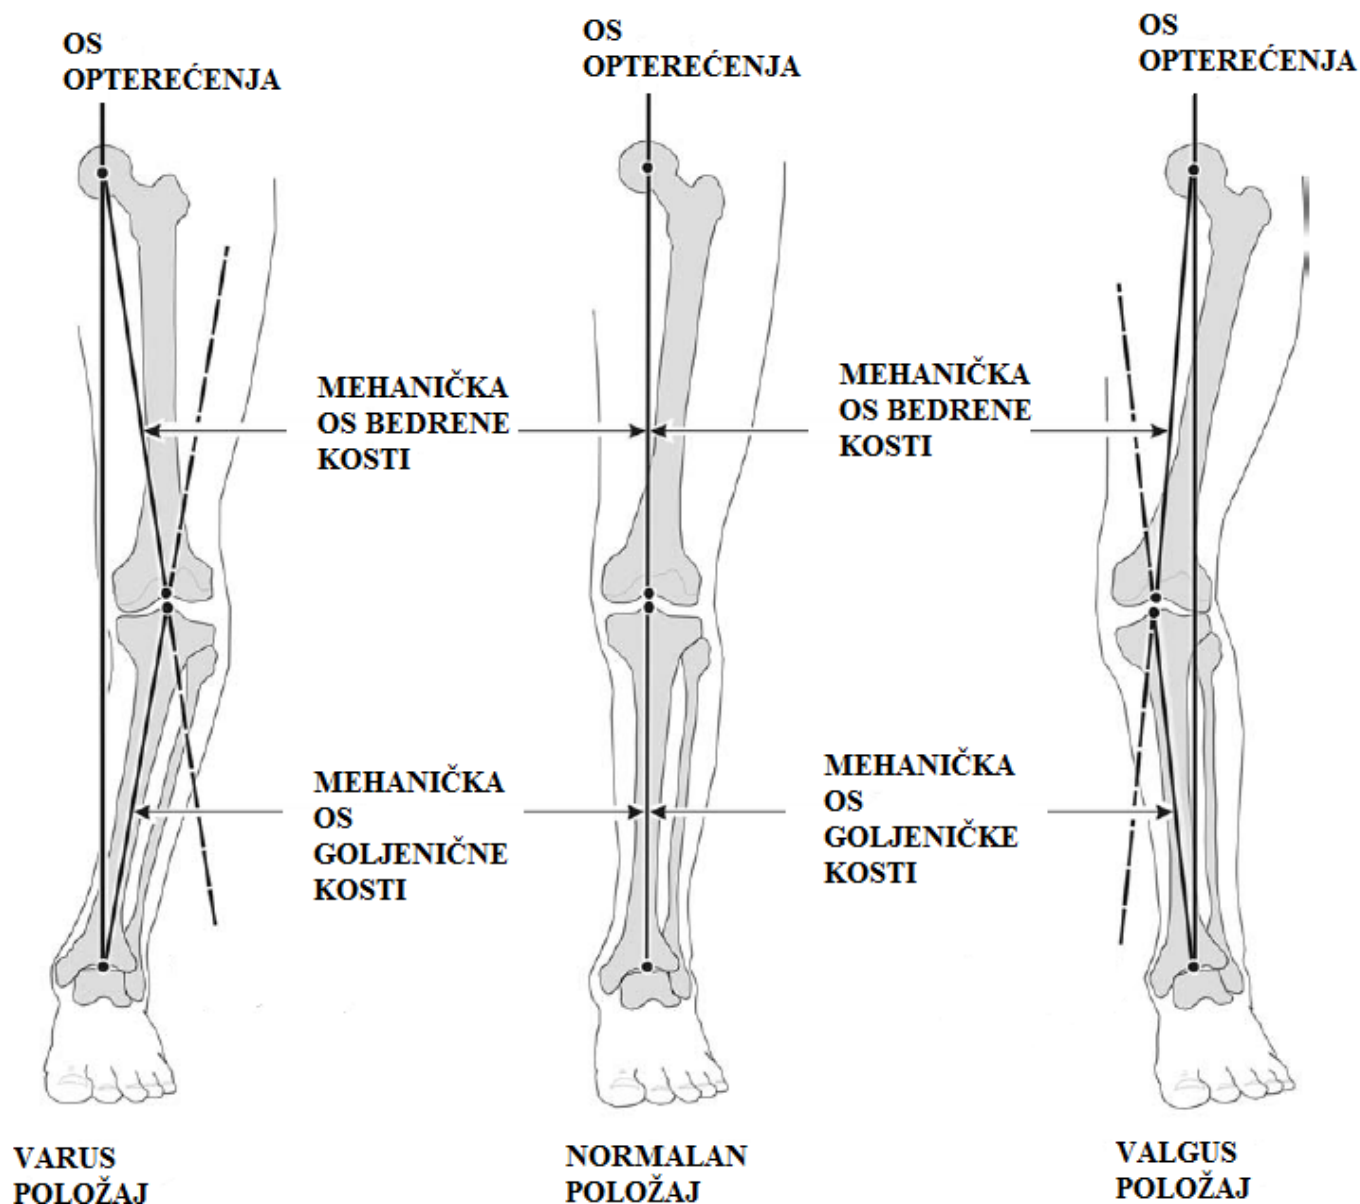 OS
OPTEREĆENJA
OS
OPTEREĆENJA
OS
OPTEREĆENJA
MEHANIČKA
OS BEDRENE
KOSTI
MEHANIČKA
OS BEDRENE
KOSTI
MEHANIČKA
OS
GOLJENIČNE
KOSTI
MEHANIČKA
OS
GOLJENIČKE
KOSTI
VARUS
POLOŽAJ
NORMALAN
POLOŽAJ
VALGUS
POLOŽAJ